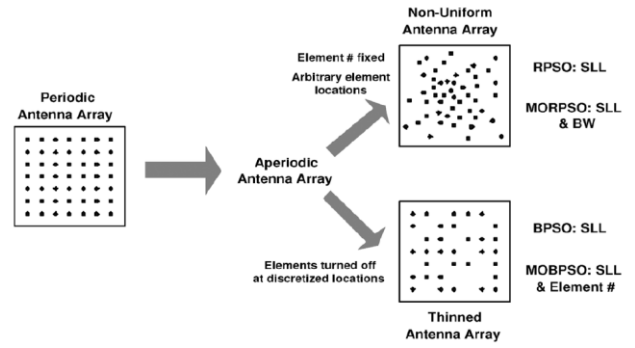 Periodic
Antenna Array
Aperiodic
Antenna Array
Element # fixed
Arbitrary element
locations
Non-Uniform
Antenna Array
RPSO: SLL
MORPSO: SLL
& BW
Elements turned off
at discretized locations
BPSO: SLL
MOBPSO: SLL
& Element #
Thinned
Antenna Array